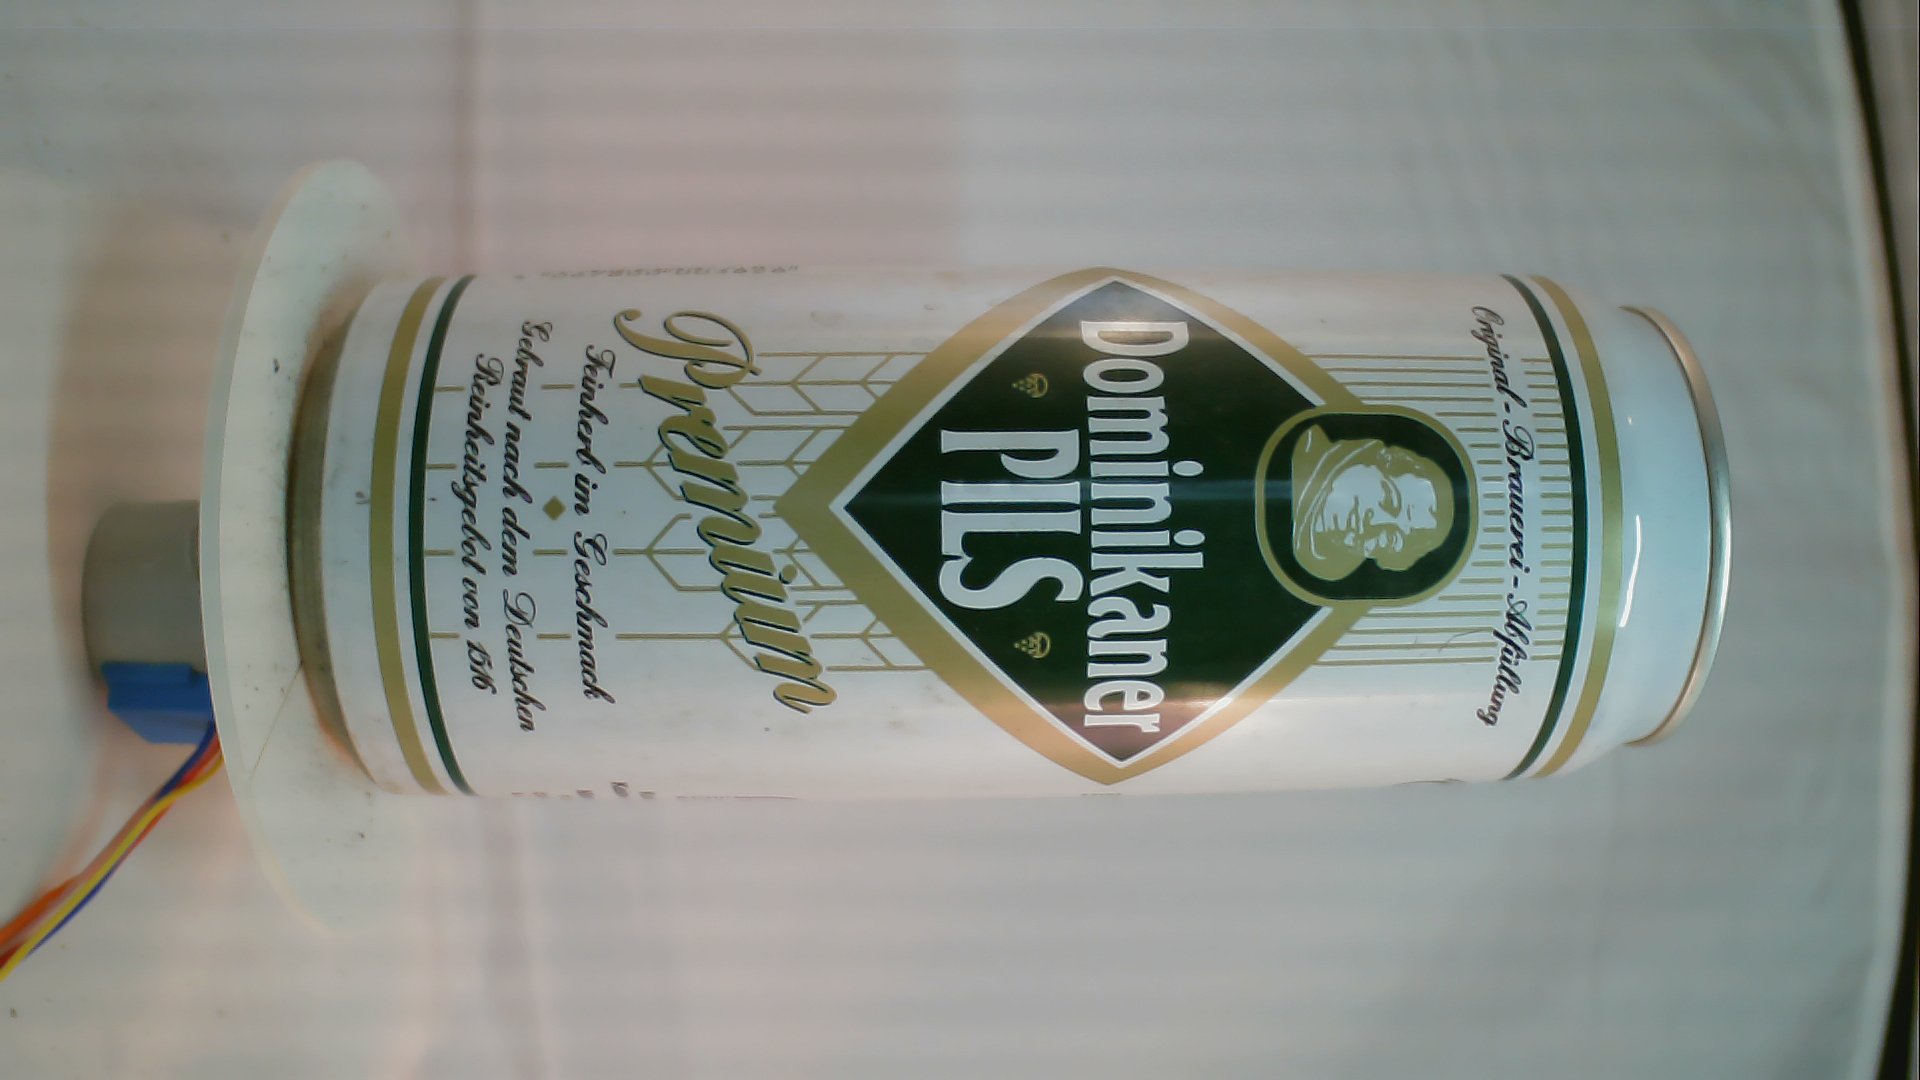 Original-Brauerei-Abfüllung
Dominikaner
PILS
Premium
Feinherb im Geschmack
Gebraut nach dem Deutschen
Reinheitsgebot von 1516